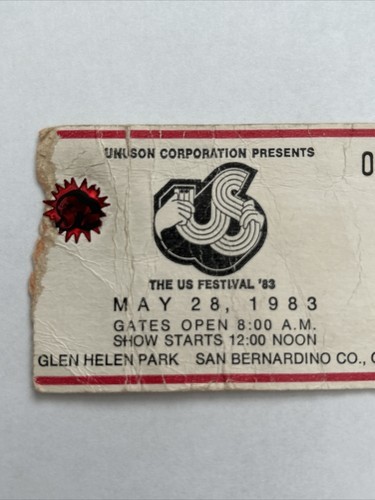 UNUSON CORPORATION PRESENTS
US
THE US FESTIVAL '83
MAY 28, 1983
GATES OPEN 8:00 A.M.
SHOW STARTS 12:00 NOON
GLEN HELEN PARK SAN BERNARDINO CO.,